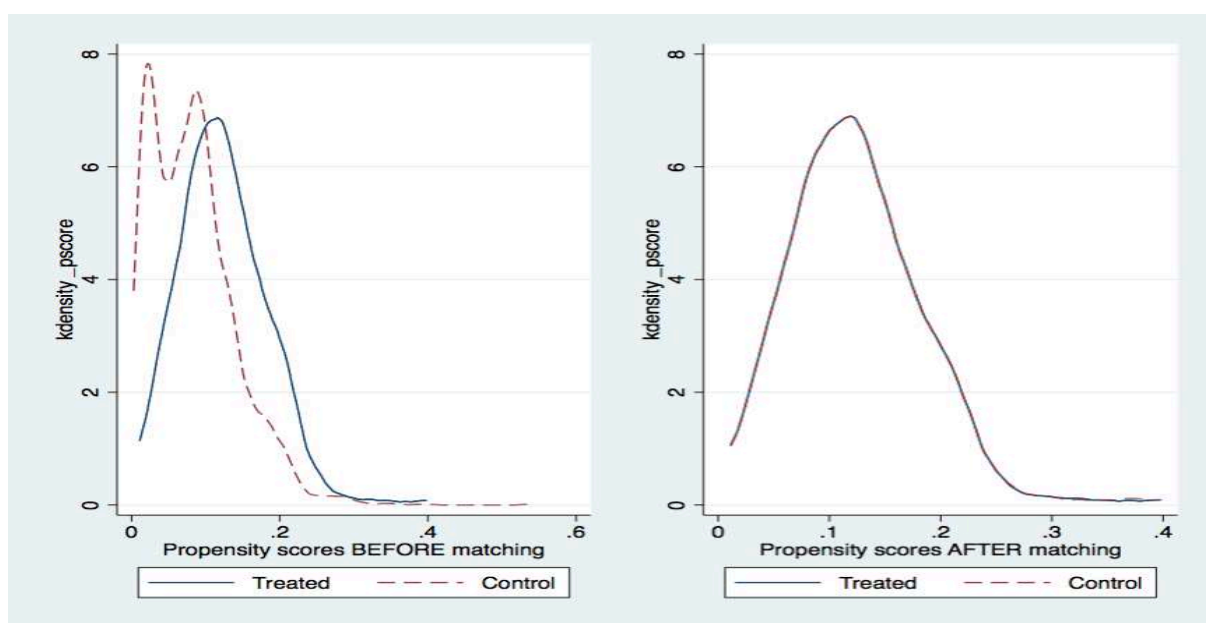 kdensity_pscore
8
6
4
2
0
0 .2 .4 .6
Propensity scores BEFORE matching
Treated Control
kdensity_pscore
8
6
4
2
0
0 .1 .2 .3 .4
Propensity scores AFTER matching
Treated Control